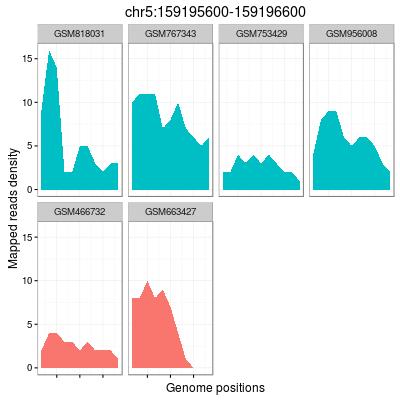 chr5:159195600-159196600
GSM818031 GSM767343 GSM753429 GSM956008
15
10
5
0
GSM466732 GSM663427
15
10
5
0
Mapped reads density
Genome positions